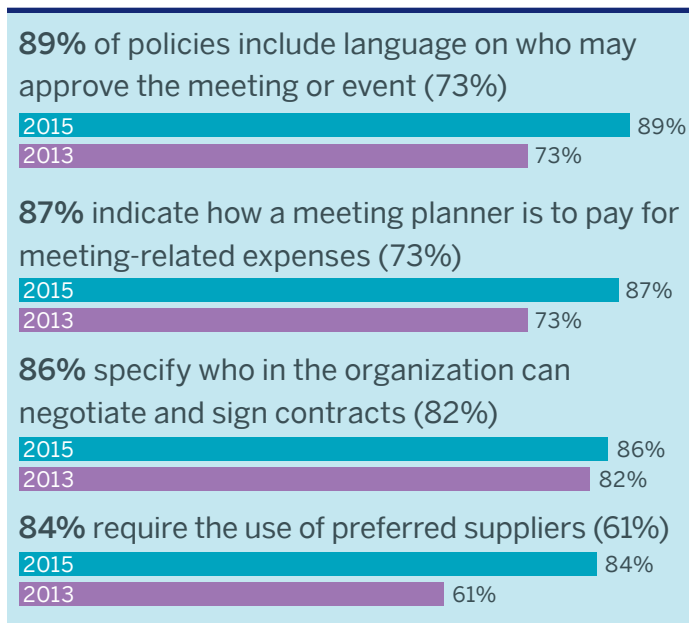 89% of policies include language on who may
approve the meeting or event (73%)
2015 89%
2013 73%
87% indicate how a meeting planner is to pay for
meeting-related expenses (73%)
2015 87%
2013 73%
86% specify who in the organization can
negotiate and sign contracts (82%)
2015 86%
2013 82%
84% require the use of preferred suppliers (61%)
2015 84%
2013 61%